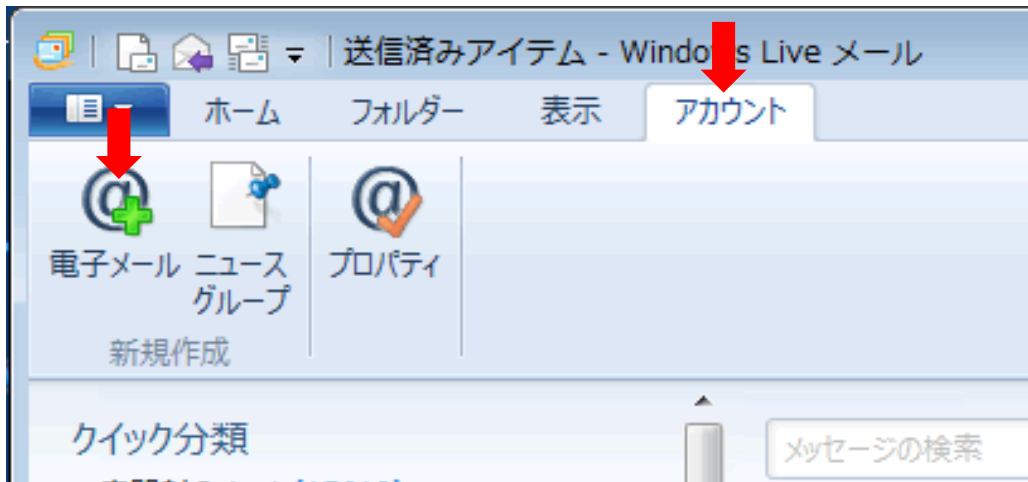 送信済みアイテム - Windows Live メール
ホーム フォルダー 表示 アカウント
電子メール ニュース プロパティ
グループ
新規作成
クイック分類
メッセージの検索